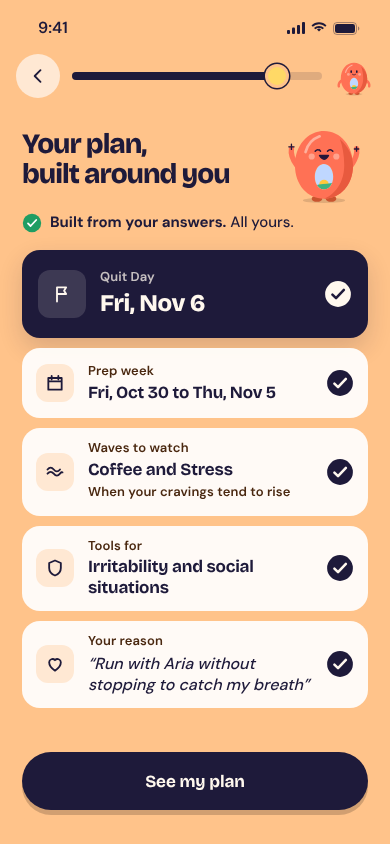 9:41
Your plan,
built around you
Built from your answers. All yours.
Quit Day
Fri, Nov 6
Prep week
Fri, Oct 30 to Thu, Nov 5
Waves to watch
Coffee and Stress
When your cravings tend to rise
Tools for
Irritability and social
situations
Your reason
“Run with Aria without
stopping to catch my breath”
See my plan